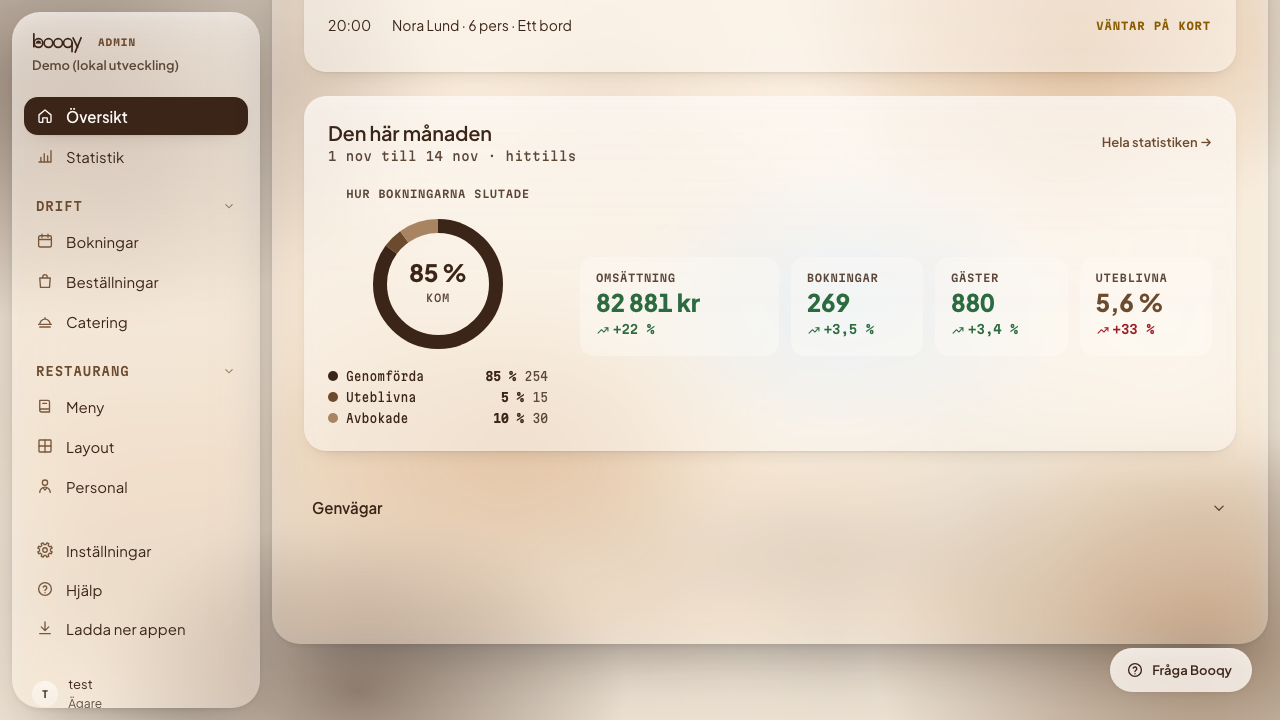 booqy ADMIN
Demo (lokal utveckling)
Översikt
Statistik
DRIFT
Bokningar
Beställningar
Catering
RESTAURANG
Meny
Layout
Personal
Inställningar
Hjälp
Ladda ner appen
T test
Ägare
20:00 Nora Lund · 6 pers · Ett bord VÄNTAR PÅ KORT
Den här månaden
1 nov till 14 nov · hittills
Hela statistiken →
HUR BOKNINGARNA SLUTADE
85 %
KOM
Genomförda 85 % 254
Uteblivna 5 % 15
Avbokade 10 % 30
OMSÄTTNING
82 881 kr
+22 %
BOKNINGAR
269
+3,5 %
GÄSTER
880
+3,4 %
UTEBLIVNA
5,6 %
+33 %
Genvägar
Fråga Booqy